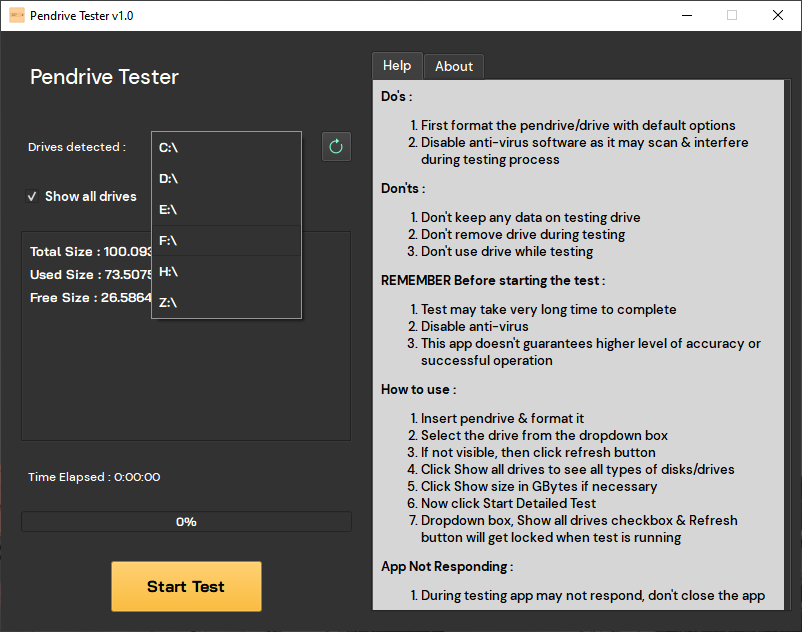 Pendrive Tester v1.0
Pendrive Tester
Drives detected :
C:\
D:\
E:\
F:\
H:\
Z:\
✓ Show all drives
Total Size : 100.093
Used Size : 73.5075
Free Size : 26.5864
Time Elapsed : 0:00:00
0%
Start Test
Help
About
Do's :
1. First format the pendrive/drive with default options
2. Disable anti-virus software as it may scan & interfere
during testing process
Don'ts :
1. Don't keep any data on testing drive
2. Don't remove drive during testing
3. Don't use drive while testing
REMEMBER Before starting the test :
1. Test may take very long time to complete
2. Disable anti-virus
3. This app doesn't guarantees higher level of accuracy or
successful operation
How to use :
1. Insert pendrive & format it
2. Select the drive from the dropdown box
3. If not visible, then click refresh button
4. Click Show all drives to see all types of disks/drives
5. Click Show size in GBytes if necessary
6. Now click Start Detailed Test
7. Dropdown box, Show all drives checkbox & Refresh
button will get locked when test is running
App Not Responding :
1. During testing app may not respond, don't close the app